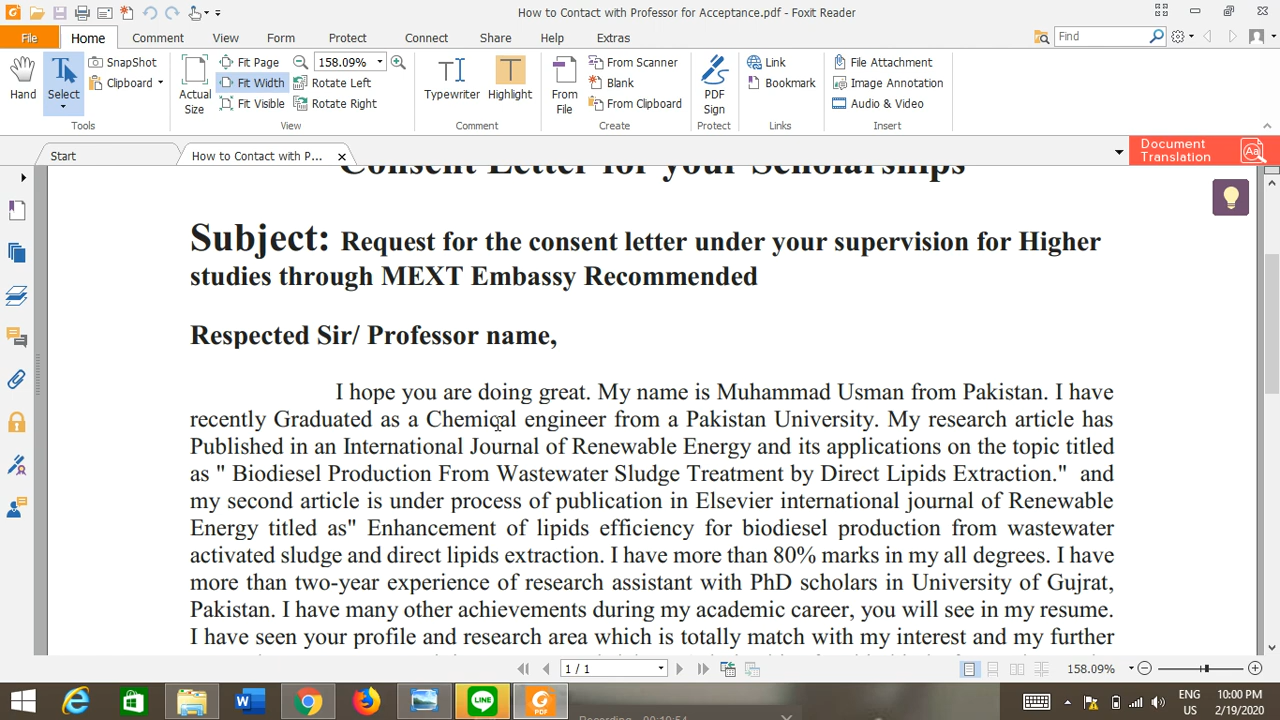 How to Contact with Professor for Acceptance.pdf - Foxit Reader
File Home Comment View Form Protect Connect Share Help Extras Find
Hand Select SnapShot Clipboard Actual Size Fit Page Fit Width Fit Visible 158.09% Rotate Left Rotate Right Typewriter Highlight From File From Scanner Blank From Clipboard PDF Sign Link Bookmark File Attachment Image Annotation Audio & Video
Tools View Comment Create Protect Links Insert
Start How to Contact with P... Document Translation
Consent Letter for your Scholarships
Subject: Request for the consent letter under your supervision for Higher
studies through MEXT Embassy Recommended
Respected Sir/ Professor name,
I hope you are doing great. My name is Muhammad Usman from Pakistan. I have
recently Graduated as a Chemical engineer from a Pakistan University. My research article has
Published in an International Journal of Renewable Energy and its applications on the topic titled
as " Biodiesel Production From Wastewater Sludge Treatment by Direct Lipids Extraction." and
my second article is under process of publication in Elsevier international journal of Renewable
Energy titled as" Enhancement of lipids efficiency for biodiesel production from wastewater
activated sludge and direct lipids extraction. I have more than 80% marks in my all degrees. I have
more than two-year experience of research assistant with PhD scholars in University of Gujrat,
Pakistan. I have many other achievements during my academic career, you will see in my resume.
I have seen your profile and research area which is totally match with my interest and my further
1 / 1 158.09%
LINE PDF ENG US 10:00 PM 2/19/2020